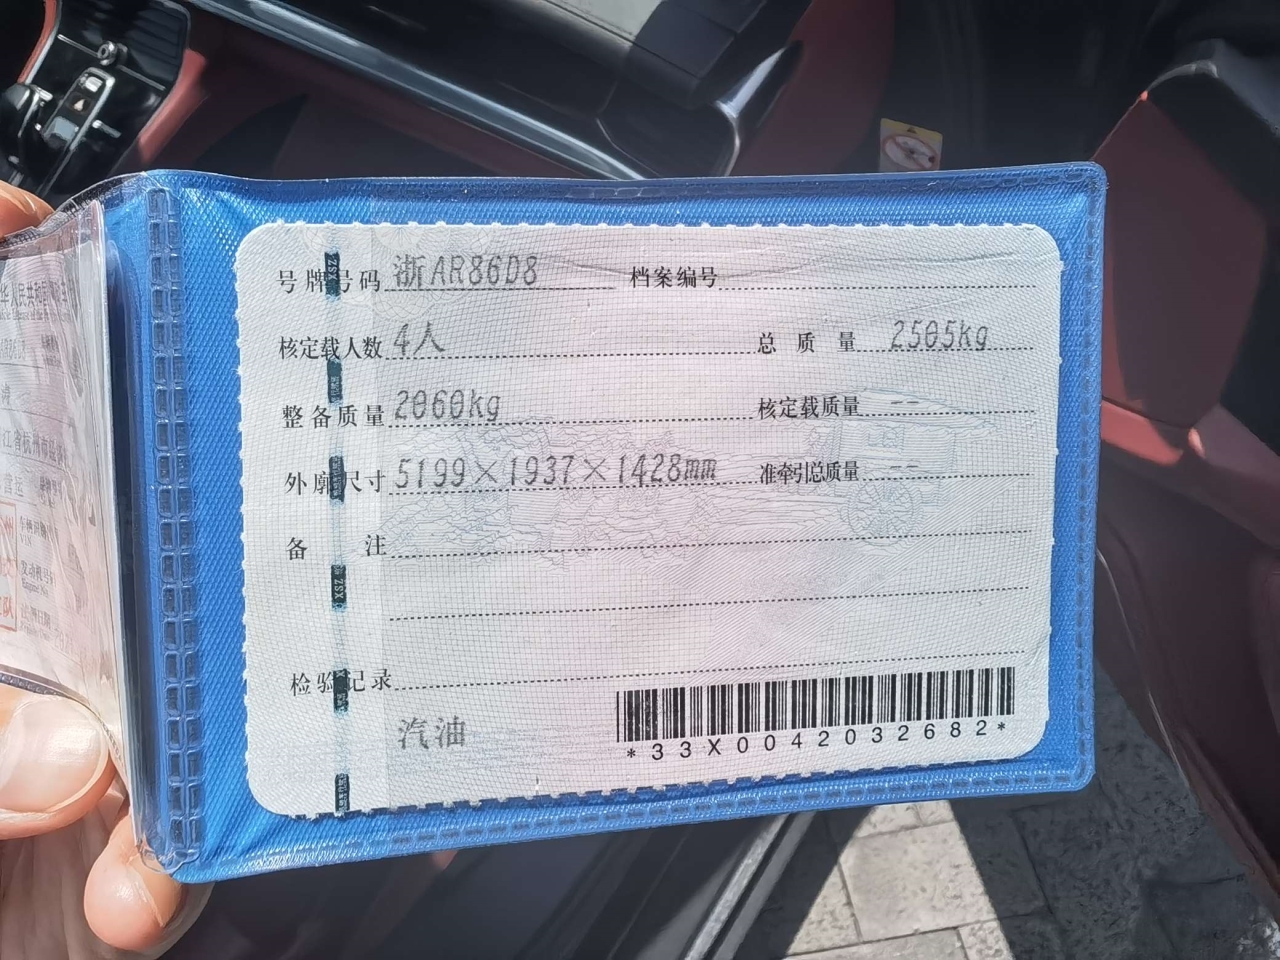 号牌号码 浙AR86D8 档案编号
核定载人数 4人 总质量 2505kg
整备质量 2060kg 核定载质量 --
外廓尺寸 5199×1937×1428mm 准牵引总质量 --
备注
检验记录
汽油
*33X0042032682*